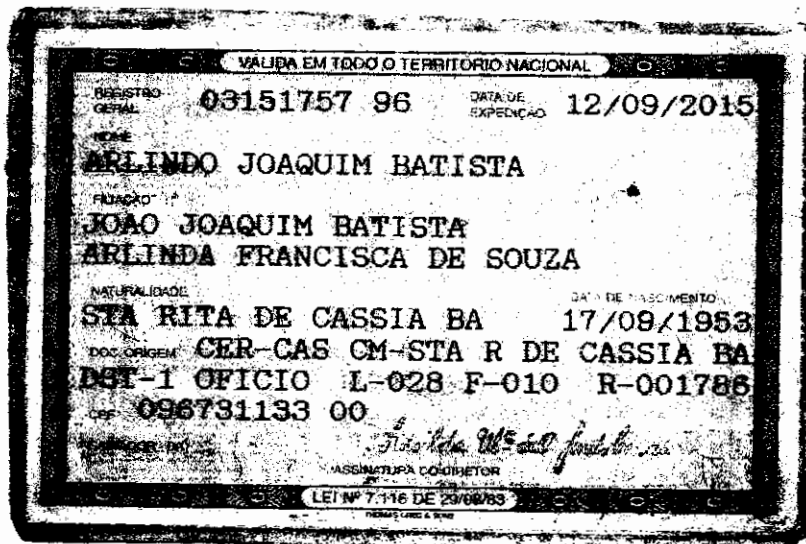 VÁLIDA EM TODO O TERRITÓRIO NACIONAL
REGISTRO GERAL 03151757 96 DATA DE EXPEDIÇÃO 12/09/2015
NOME
ARLINDO JOAQUIM BATISTA
FILIAÇÃO
JOAO JOAQUIM BATISTA
ARLINDA FRANCISCA DE SOUZA
NATURALIDADE DATA DE NASCIMENTO
STA RITA DE CASSIA BA 17/09/1953
DOC ORIGEM CER-CAS CM-STA R DE CASSIA BA
DST-1 OFICIO L-028 F-010 R-001786
CPF 096731133 00
ASSINATURA DO DIRETOR
LEI Nº 7.116 DE 29/08/83